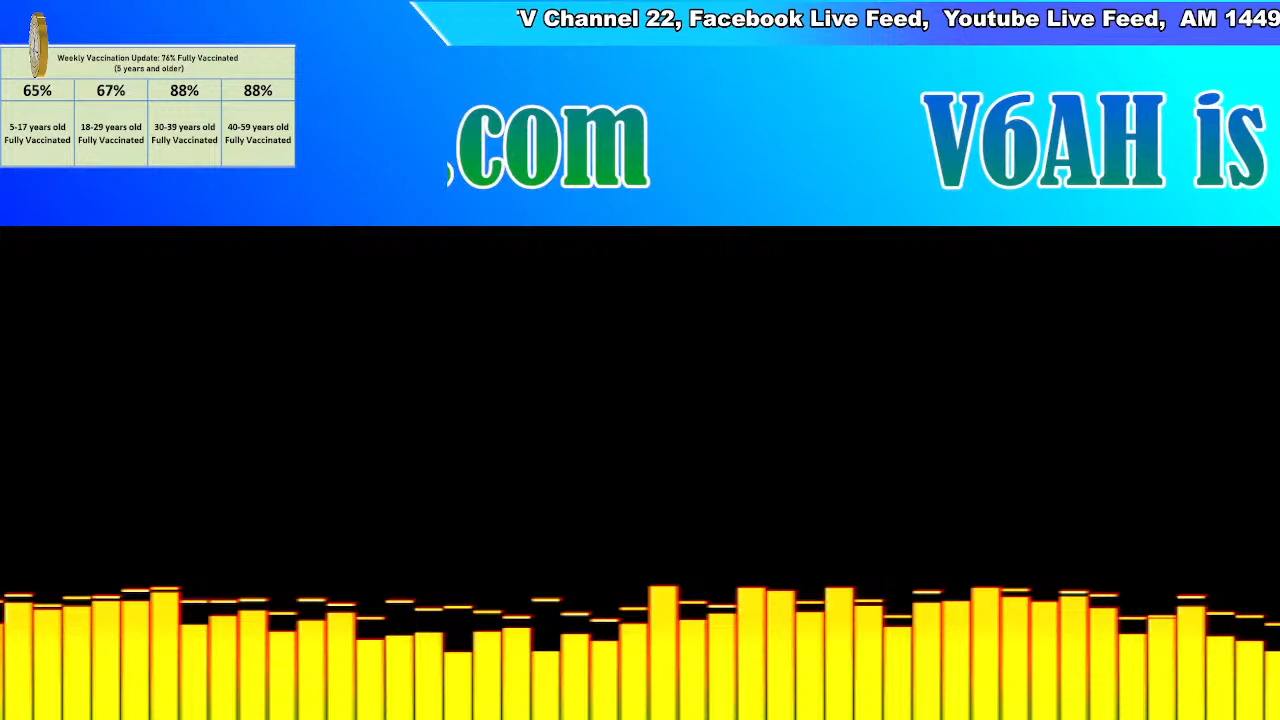 V Channel 22, Facebook Live Feed, Youtube Live Feed, AM 1449
Weekly Vaccination Update: 76% Fully Vaccinated
(5 years and older)
65% 67% 88% 88%
5-17 years old 18-29 years old 30-39 years old 40-59 years old
Fully Vaccinated Fully Vaccinated Fully Vaccinated Fully Vaccinated
.com V6AH is